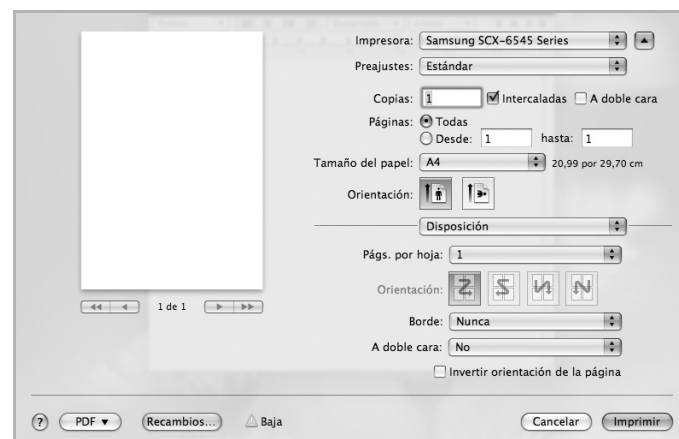 Impresora: Samsung SCX-6545 Series
Preajustes: Estándar
Copias: 1 Intercaladas A doble cara
Páginas: Todas
Desde: 1 hasta: 1
Tamaño del papel: A4 20,99 por 29,70 cm
Orientación:
Disposición
Págs. por hoja: 1
Orientación:
1 de 1
Borde: Nunca
A doble cara: No
Invertir orientación de la página
? PDF Recambios... Baja Cancelar Imprimir